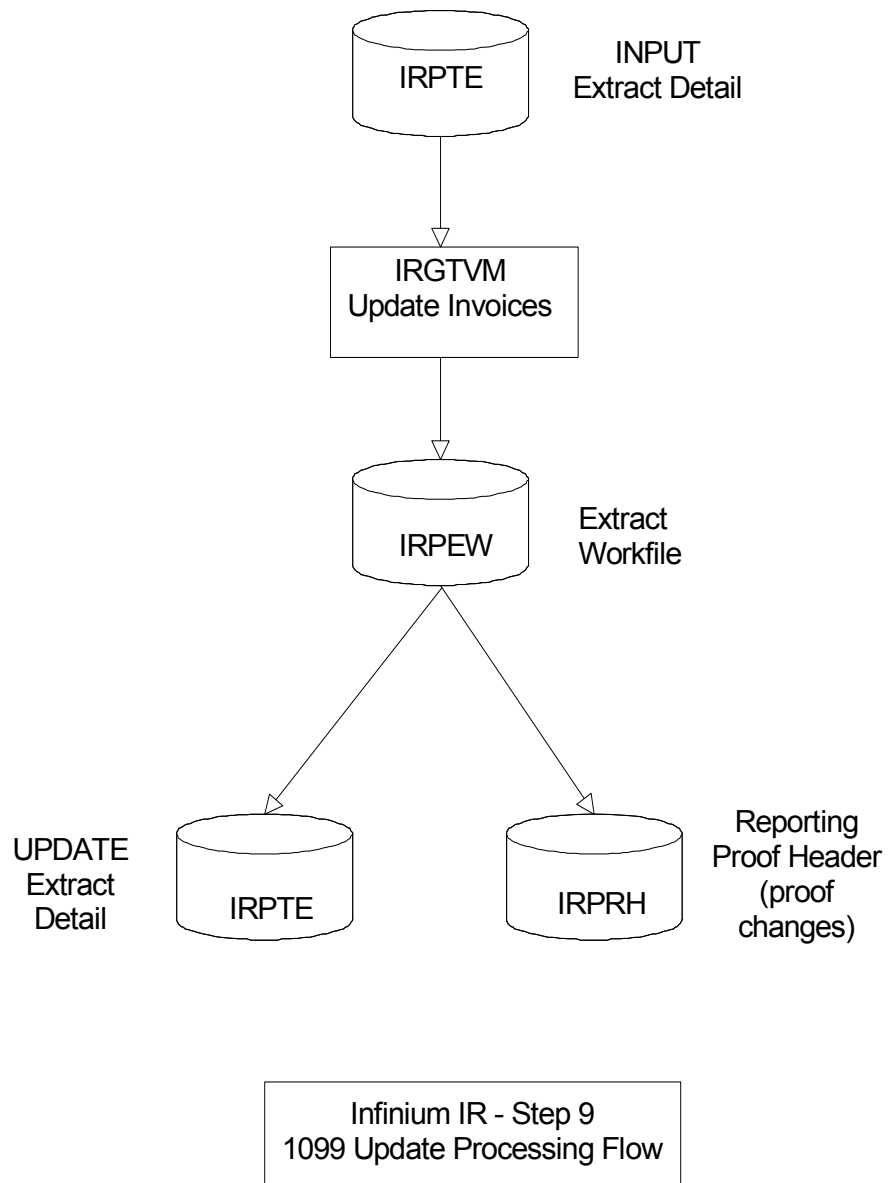 IRPTE
INPUT
Extract Detail
IRGTVM
Update Invoices
IRPEW
Extract
Workfile
UPDATE
Extract
Detail
IRPTE
IRPRH
Reporting
Proof Header
(proof
changes)
Infinium IR - Step 9
1099 Update Processing Flow